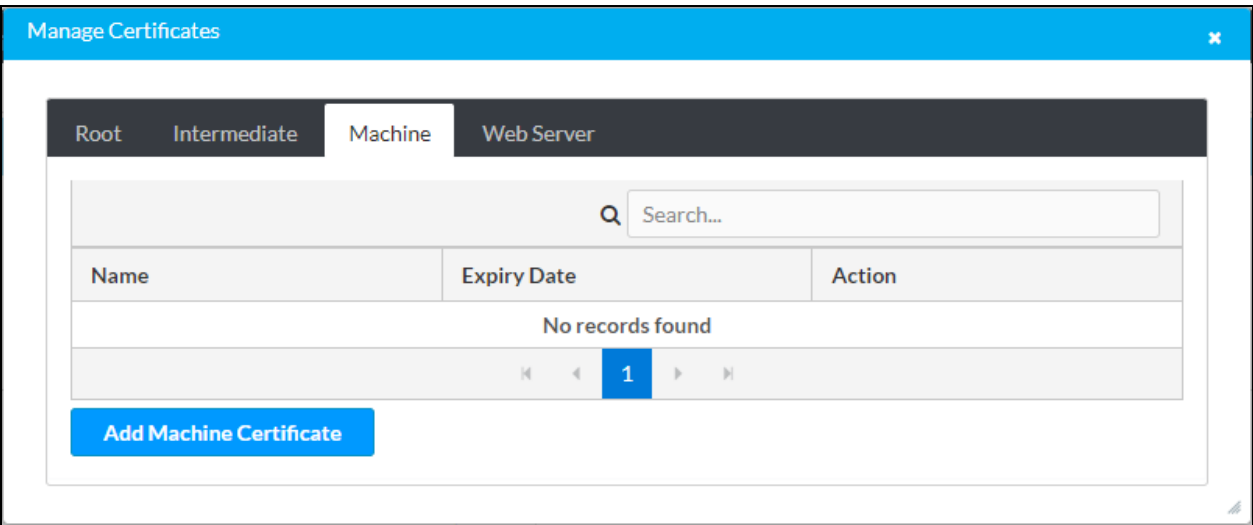 Manage Certificates
Root Intermediate Machine Web Server
Search...
Name Expiry Date Action
No records found
1
Add Machine Certificate